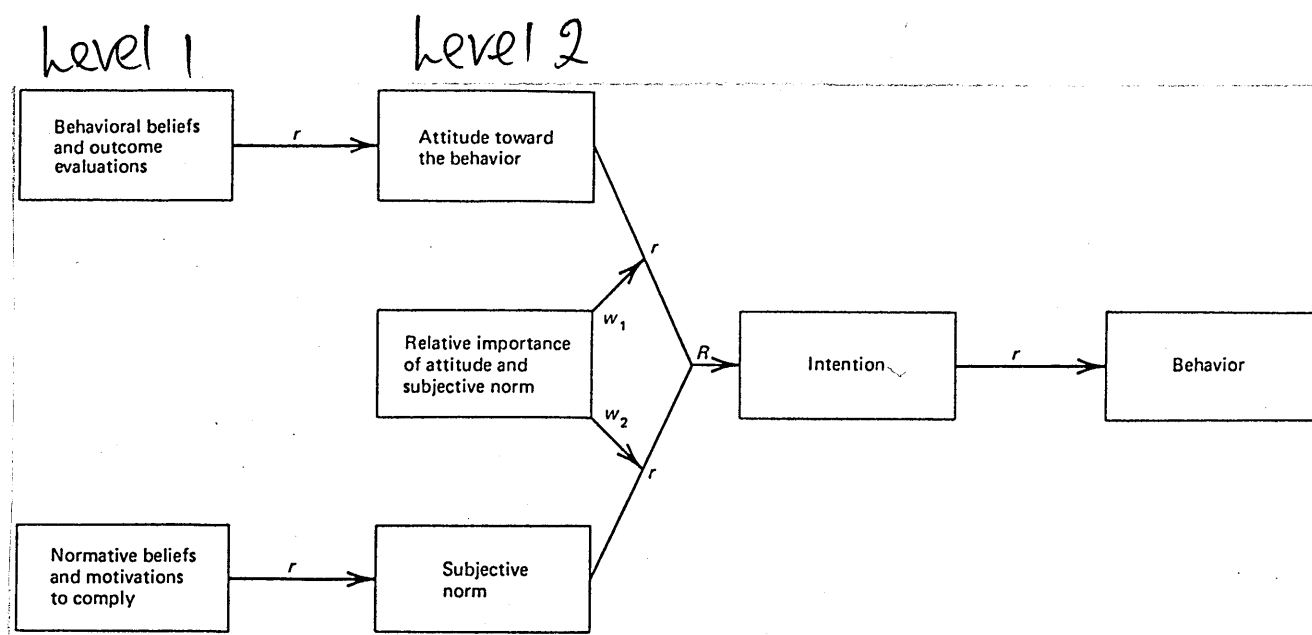 Level 1
Level 2
Behavioral beliefs
and outcome
evaluations
r
Attitude toward
the behavior
r
w1
Relative importance
of attitude and
subjective norm
R
Intention
r
Behavior
w2
r
Normative beliefs
and motivations
to comply
r
Subjective
norm